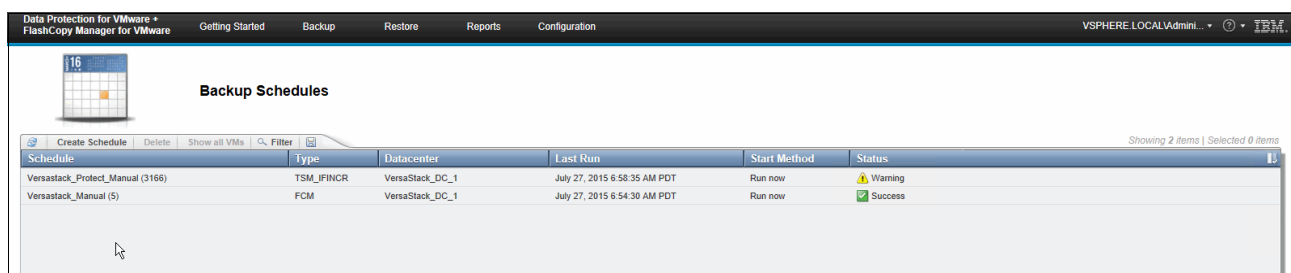 Data Protection for VMware +
FlashCopy Manager for VMware
Getting Started Backup Restore Reports Configuration VSPHERE.LOCAL\Admini... ? IBM.
16
Backup Schedules
Create Schedule Delete Show all VMs Filter Showing 2 items | Selected 0 items
Schedule Type Datacenter Last Run Start Method Status
Versastack_Protect_Manual (3166) TSM_IFINCR VersaStack_DC_1 July 27, 2015 6:58:35 AM PDT Run now Warning
Versastack_Manual (5) FCM VersaStack_DC_1 July 27, 2015 6:54:30 AM PDT Run now Success